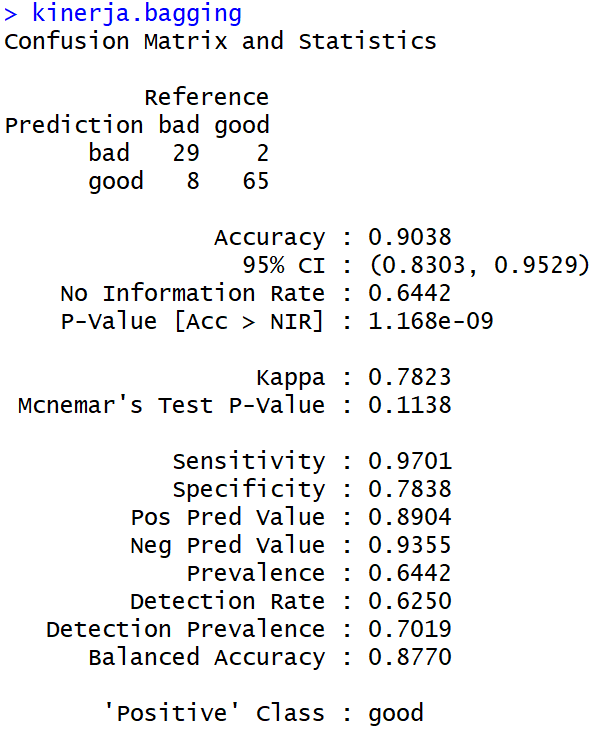 > kinerja.bagging
Confusion Matrix and Statistics
Reference
Prediction bad good
bad 29 2
good 8 65
Accuracy : 0.9038
95% CI : (0.8303, 0.9529)
No Information Rate : 0.6442
P-Value [Acc > NIR] : 1.168e-09
Kappa : 0.7823
Mcnemar's Test P-Value : 0.1138
Sensitivity : 0.9701
Specificity : 0.7838
Pos Pred Value : 0.8904
Neg Pred Value : 0.9355
Prevalence : 0.6442
Detection Rate : 0.6250
Detection Prevalence : 0.7019
Balanced Accuracy : 0.8770
'Positive' Class : good